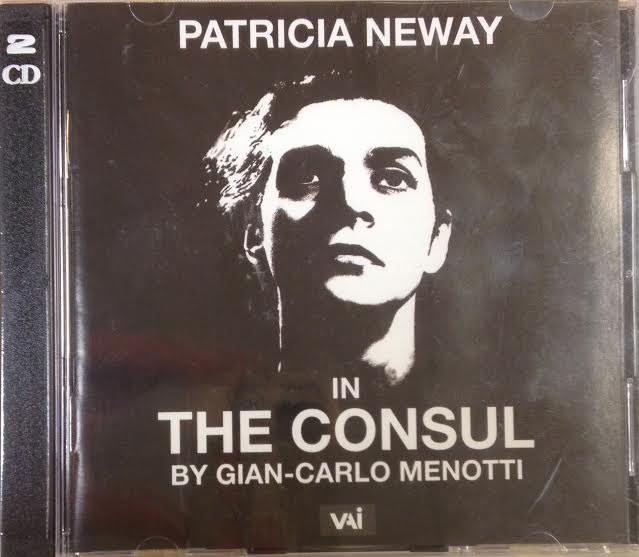 2
CD
PATRICIA NEWAY
IN
THE CONSUL
BY GIAN-CARLO MENOTTI
VAI